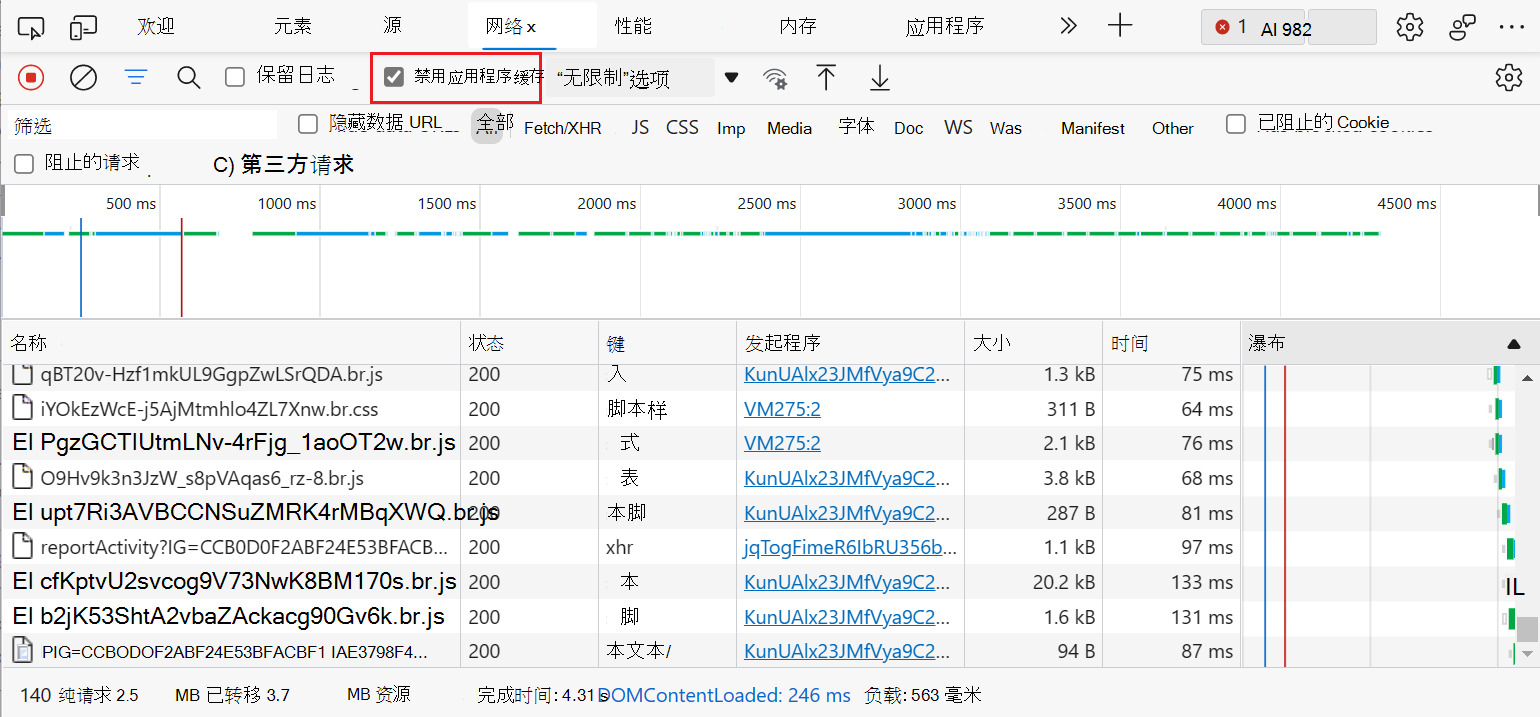 欢迎 元素 源 网络 x 性能 内存 应用程序 1 AI 982
保留日志 禁用应用程序缓存 “无限制”选项
筛选 隐藏数据 URL 全部 Fetch/XHR JS CSS Imp Media 字体 Doc WS Was Manifest Other 已阻止的 Cookie
阻止的请求 C) 第三方请求
500 ms 1000 ms 1500 ms 2000 ms 2500 ms 3000 ms 3500 ms 4000 ms 4500 ms
名称 状态 键 发起程序 大小 时间 瀑布
qBT20v-Hzf1mkUL9GgpZwLSrQDA.br.js 200 入 KunUAlx23JMfVya9C2... 1.3 kB 75 ms
iYOkEzWcE-j5AjMtmhlo4ZL7Xnw.br.css 200 脚本样 VM275:2 311 B 64 ms
El PgzGCTlUtmLNv-4rFjg_1aoOT2w.br.js 200 式 VM275:2 2.1 kB 76 ms
O9Hv9k3n3JzW_s8pVAqas6_rz-8.br.js 200 表 KunUAlx23JMfVya9C2... 3.8 kB 68 ms
El upt7Ri3AVBCCNSuZMRK4rMBqXWQ.br.js 200 本脚 KunUAlx23JMfVya9C2... 287 B 81 ms
reportActivity?IG=CCB0D0F2ABF24E53BFACB... 200 xhr jqTogFimeR6IbRU356b... 1.1 kB 97 ms
El cfKptvU2svcog9V73NwK8BM170s.br.js 200 本 KunUAlx23JMfVya9C2... 20.2 kB 133 ms IL
El b2jK53ShtA2vbaZAckacg90Gv6k.br.js 200 脚 KunUAlx23JMfVya9C2... 1.6 kB 131 ms
PIG=CCBODOF2ABF24E53BFACBF1 IAE3798F4... 200 本文本/ KunUAlx23JMfVya9C2... 94 B 87 ms
140 纯请求 2.5 MB 已转移 3.7 MB 资源 完成时间: 4.31 s DOMContentLoaded: 246 ms 负载: 563 毫米